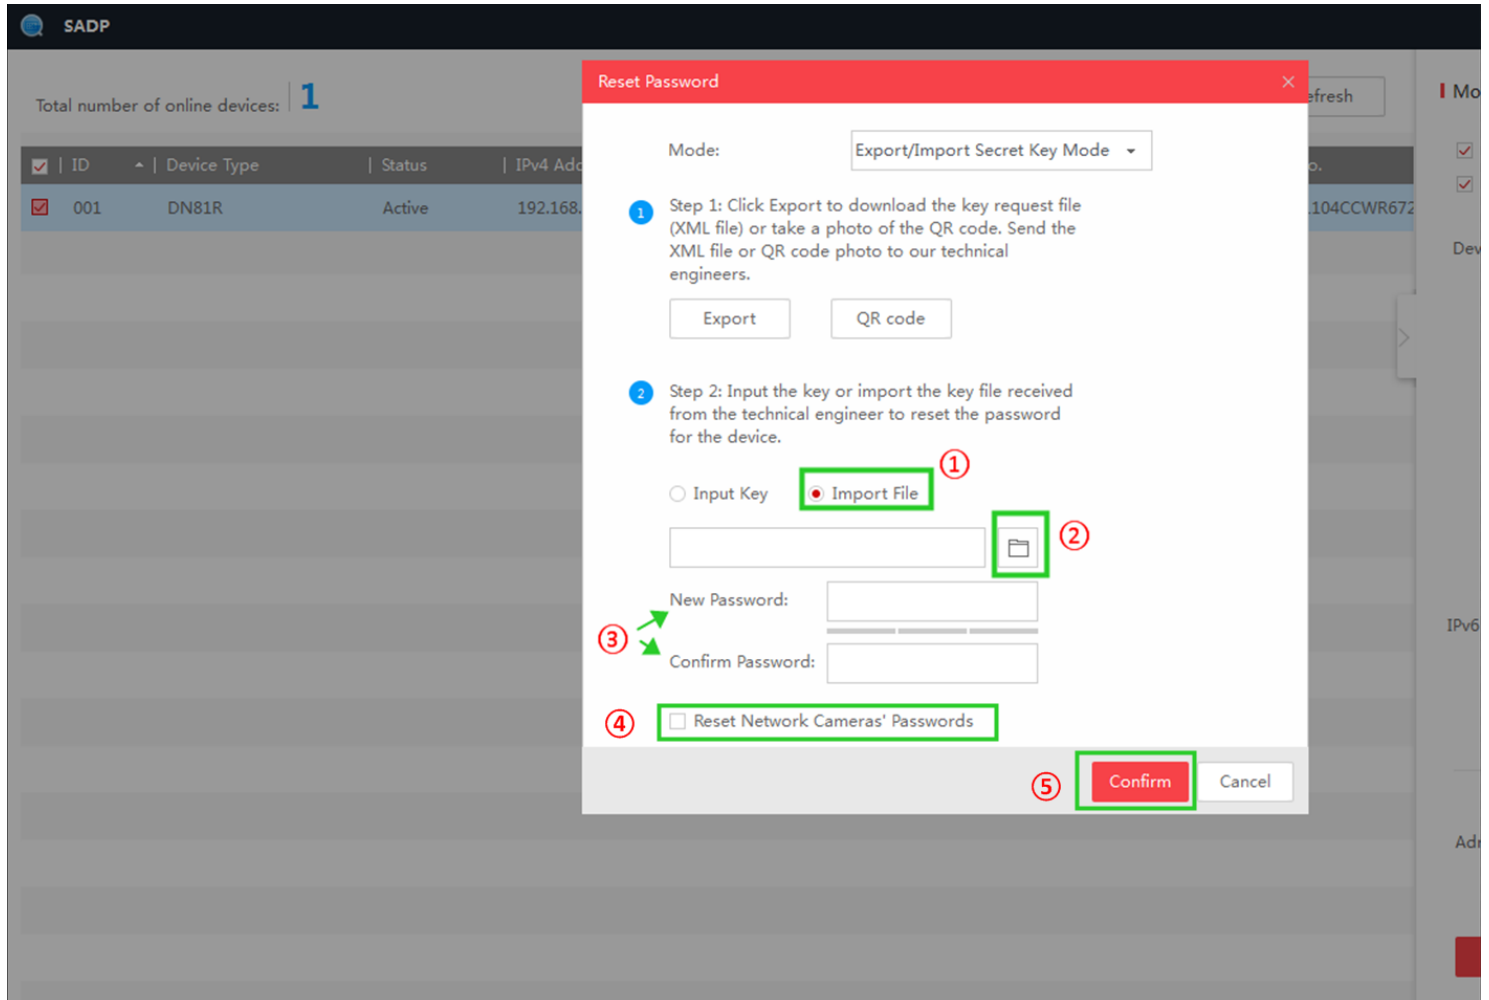 SADP
Total number of online devices: 1
ID | Device Type | Status | IPv4 Add
001 DN81R Active 192.168.
Reset Password
Mode: Export/Import Secret Key Mode
1 Step 1: Click Export to download the key request file
(XML file) or take a photo of the QR code. Send the
XML file or QR code photo to our technical
engineers.
Export QR code
2 Step 2: Input the key or import the key file received
from the technical engineer to reset the password
for the device.
①
Input Key Import File
②
New Password:
③
Confirm Password:
④ Reset Network Cameras' Passwords
⑤ Confirm Cancel
efresh
o.
104CCWR672
Mo
Dev
IPv6
Adr